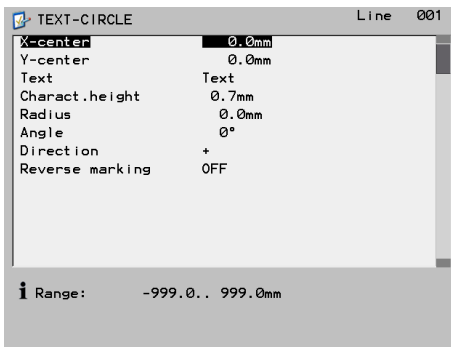 TEXT-CIRCLE Line 001
X-center 0.0mm
Y-center 0.0mm
Text Text
Charact.height 0.7mm
Radius 0.0mm
Angle 0°
Direction +
Reverse marking OFF
i Range: -999.0.. 999.0mm